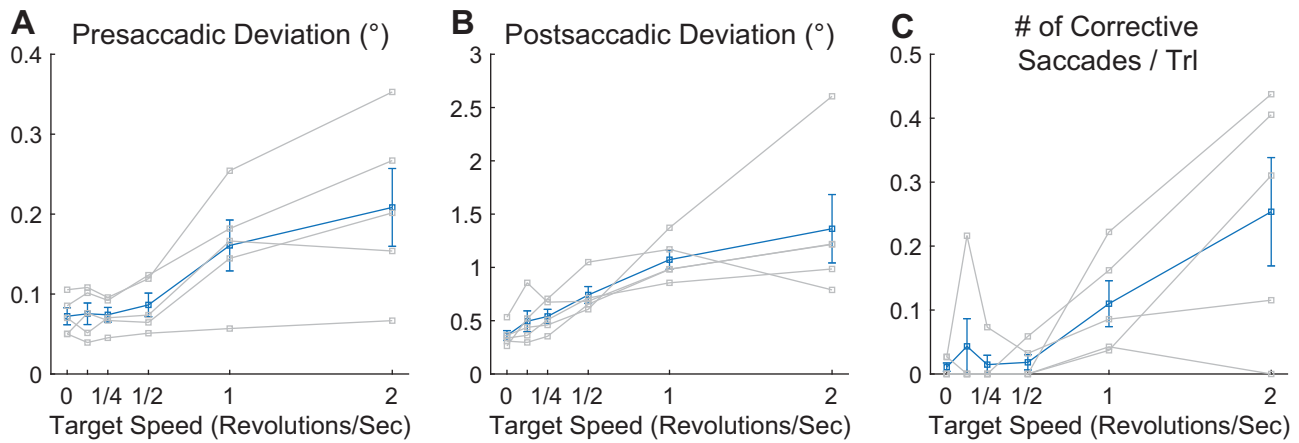 A Presaccadic Deviation (°)
0.4
0.3
0.2
0.1
0
0 1/4 1/2 1 2
Target Speed (Revolutions/Sec)
B Postsaccadic Deviation (°)
3
2.5
2
1.5
1
0.5
0
0 1/4 1/2 1 2
Target Speed (Revolutions/Sec)
C # of Corrective
Saccades / Trl
0.5
0.4
0.3
0.2
0.1
0
0 1/4 1/2 1 2
Target Speed (Revolutions/Sec)